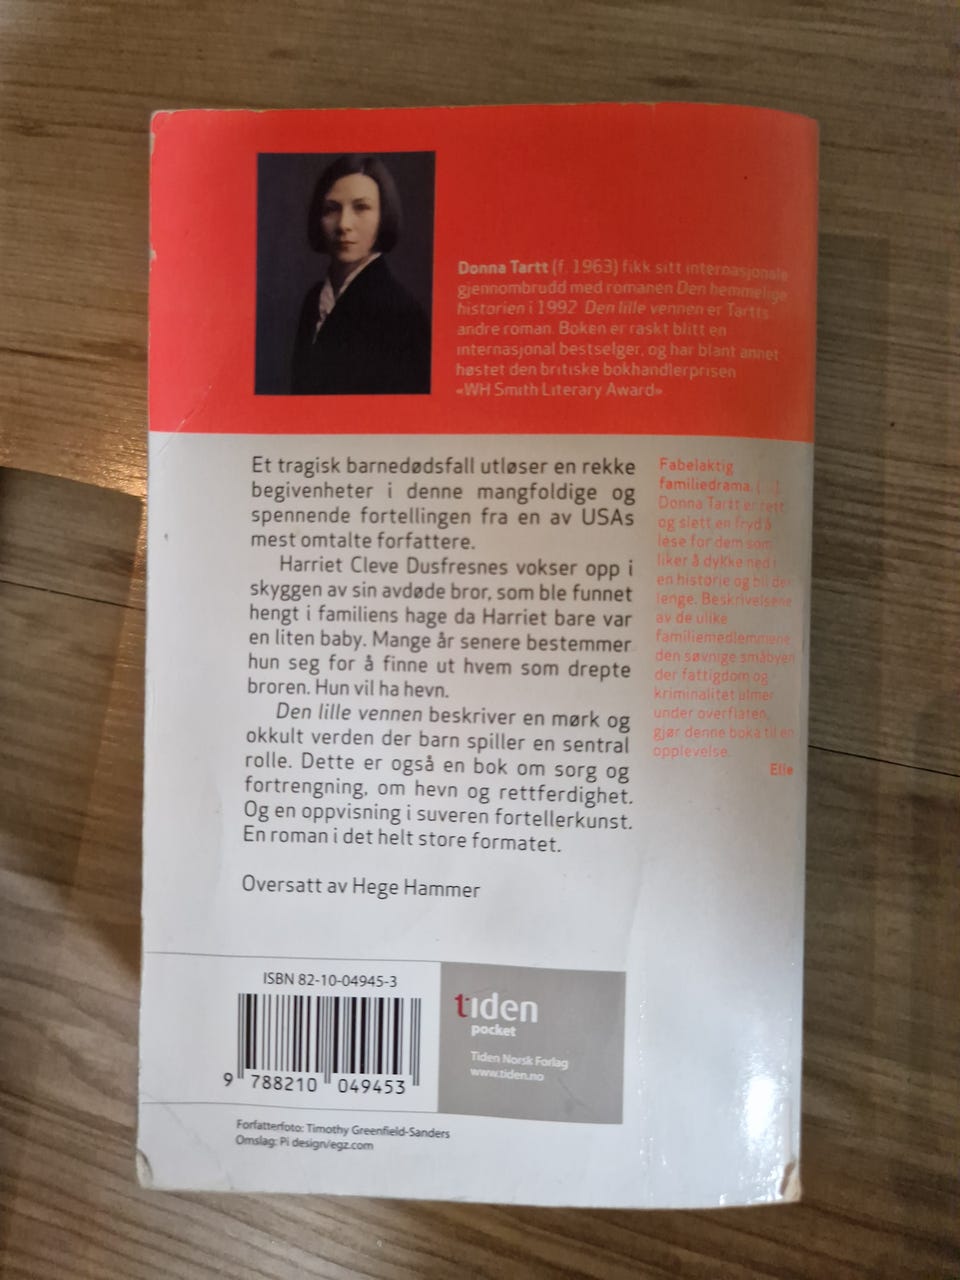 Donna Tartt (f. 1963) fikk sitt internasjonale
gjennombrudd med romanen Den hemmelige
historien i 1992. Den lille vennen er Tartts
andre roman. Boken er raskt blitt en
internasjonal bestselger, og har blant annet
høstet den britiske bokhandlerprisen
«WH Smith Literary Award»
Et tragisk barnedødsfall utløser en rekke
begivenheter i denne mangfoldige og
spennende fortellingen fra en av USAs
mest omtalte forfattere.
Harriet Cleve Dusfresnes vokser opp i
skyggen av sin avdøde bror, som ble funnet
hengt i familiens hage da Harriet bare var
en liten baby. Mange år senere bestemmer
hun seg for å finne ut hvem som drepte
broren. Hun vil ha hevn.
Den lille vennen beskriver en mørk og
okkult verden der barn spiller en sentral
rolle. Dette er også en bok om sorg og
fortrengning, om hevn og rettferdighet.
Og en oppvisning i suveren fortellerkunst.
En roman i det helt store formatet.
Oversatt av Hege Hammer
Fabelaktig
familiedrama. (...)
Donna Tartt er rett
og slett en fryd å
lese for dem som
liker å dykke ned i
en historie og bli der
lenge. Beskrivelsene
av de ulike
familiemedlemmene,
den søvnige småbyen
der fattigdom og
kriminalitet ulmer
under overflaten,
gjør denne boka til en
opplevelse.
Elle
ISBN 82-10-04945-3
9 788210 049453
tiden
pocket
Tiden Norsk Forlag
www.tiden.no
Forfatterfoto: Timothy Greenfield-Sanders
Omslag: Pi design/egz.com